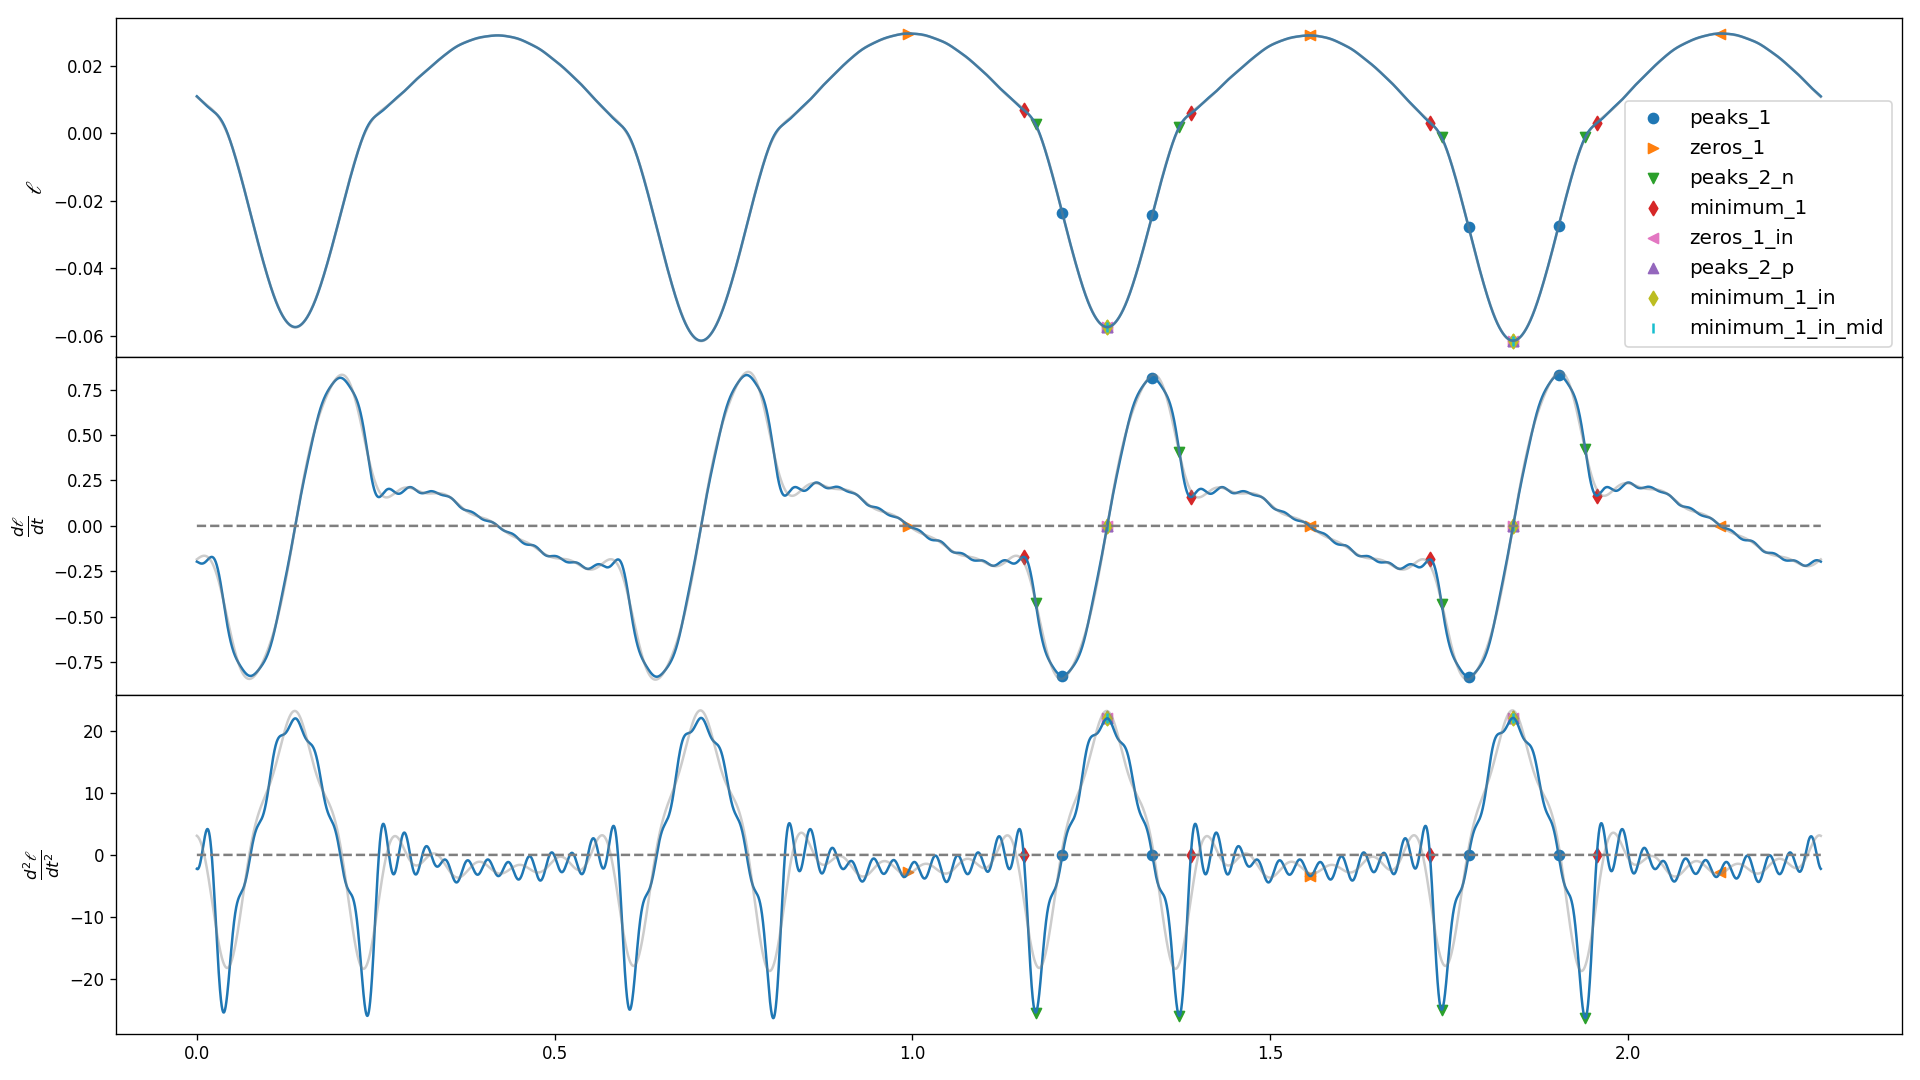 0.02
0.00
−0.02
−0.04
−0.06
ℓ
peaks_1
zeros_1
peaks_2_n
minimum_1
zeros_1_in
peaks_2_p
minimum_1_in
minimum_1_in_mid
0.75
0.50
0.25
0.00
−0.25
−0.50
−0.75
dℓ
dt
20
10
0
−10
−20
d²ℓ
dt²
0.0 0.5 1.0 1.5 2.0